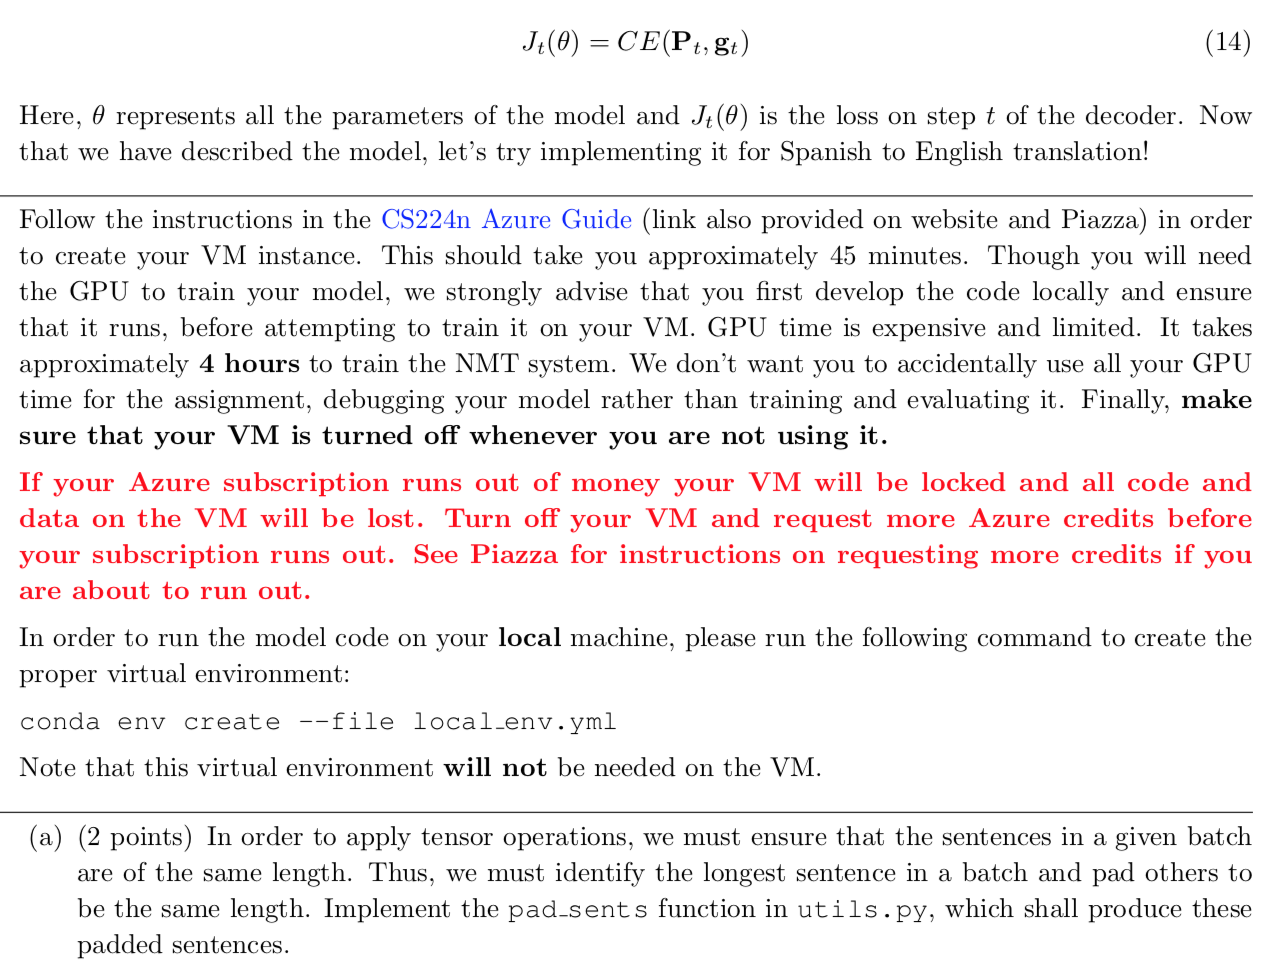 J_t(θ) = CE(P_t, g_t) (14)
Here, θ represents all the parameters of the model and J_t(θ) is the loss on step t of the decoder. Now
that we have described the model, let's try implementing it for Spanish to English translation!
Follow the instructions in the CS224n Azure Guide (link also provided on website and Piazza) in order
to create your VM instance. This should take you approximately 45 minutes. Though you will need
the GPU to train your model, we strongly advise that you first develop the code locally and ensure
that it runs, before attempting to train it on your VM. GPU time is expensive and limited. It takes
approximately 4 hours to train the NMT system. We don't want you to accidentally use all your GPU
time for the assignment, debugging your model rather than training and evaluating it. Finally, make
sure that your VM is turned off whenever you are not using it.
If your Azure subscription runs out of money your VM will be locked and all code and
data on the VM will be lost. Turn off your VM and request more Azure credits before
your subscription runs out. See Piazza for instructions on requesting more credits if you
are about to run out.
In order to run the model code on your local machine, please run the following command to create the
proper virtual environment:
conda env create --file local_env.yml
Note that this virtual environment will not be needed on the VM.
(a) (2 points) In order to apply tensor operations, we must ensure that the sentences in a given batch
are of the same length. Thus, we must identify the longest sentence in a batch and pad others to
be the same length. Implement the pad_sents function in utils.py, which shall produce these
padded sentences.